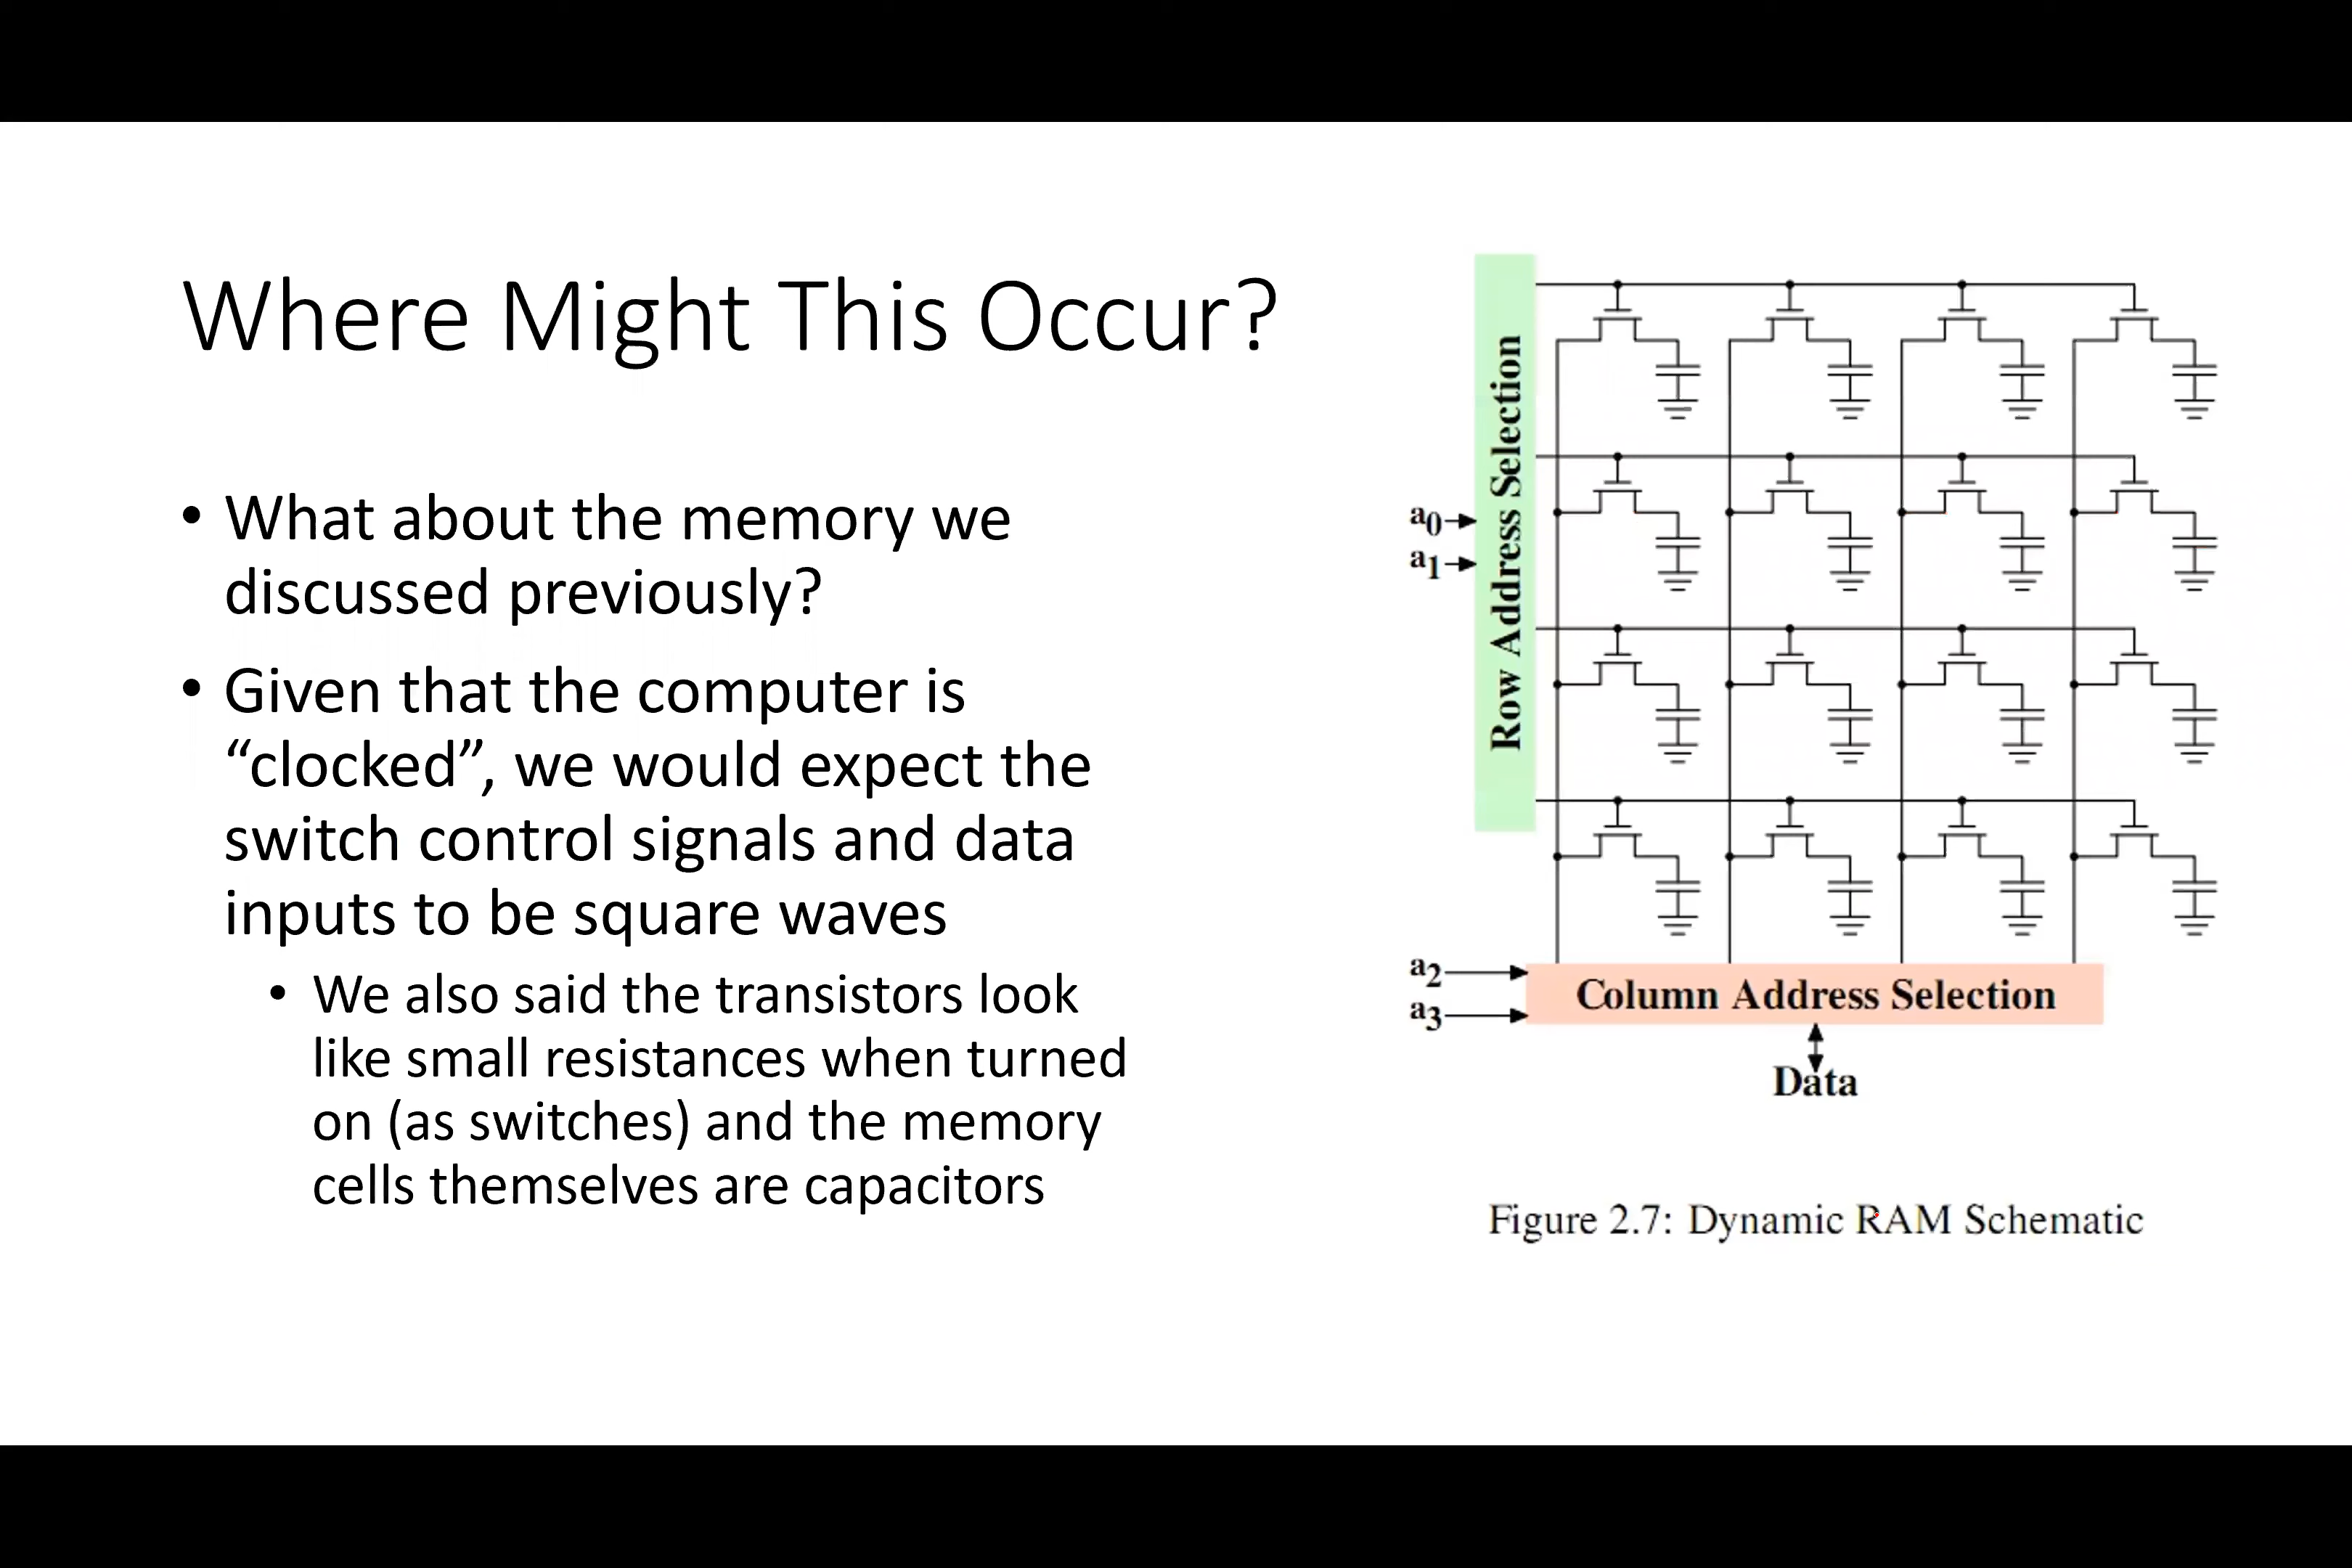 Where Might This Occur?
• What about the memory we
discussed previously?
• Given that the computer is
“clocked”, we would expect the
switch control signals and data
inputs to be square waves
• We also said the transistors look
like small resistances when turned
on (as switches) and the memory
cells themselves are capacitors
Row Address Selection
a0
a1
a2
a3
Column Address Selection
Data
Figure 2.7: Dynamic RAM Schematic